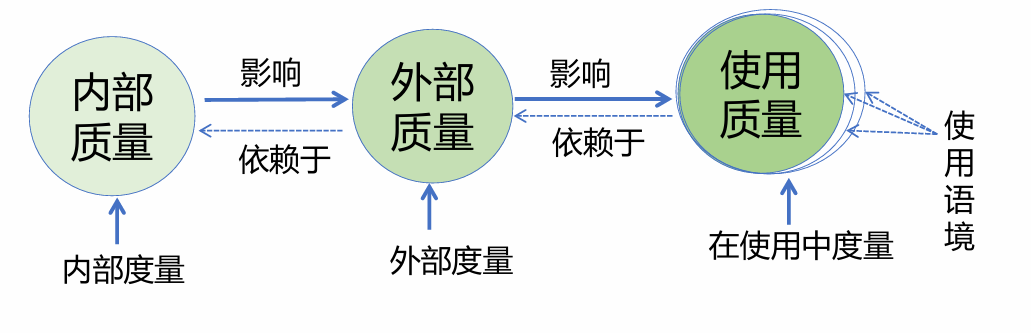 内部
质量
影响
依赖于
外部
质量
影响
依赖于
使用
质量
使
用
语
境
内部度量
外部度量
在使用中度量